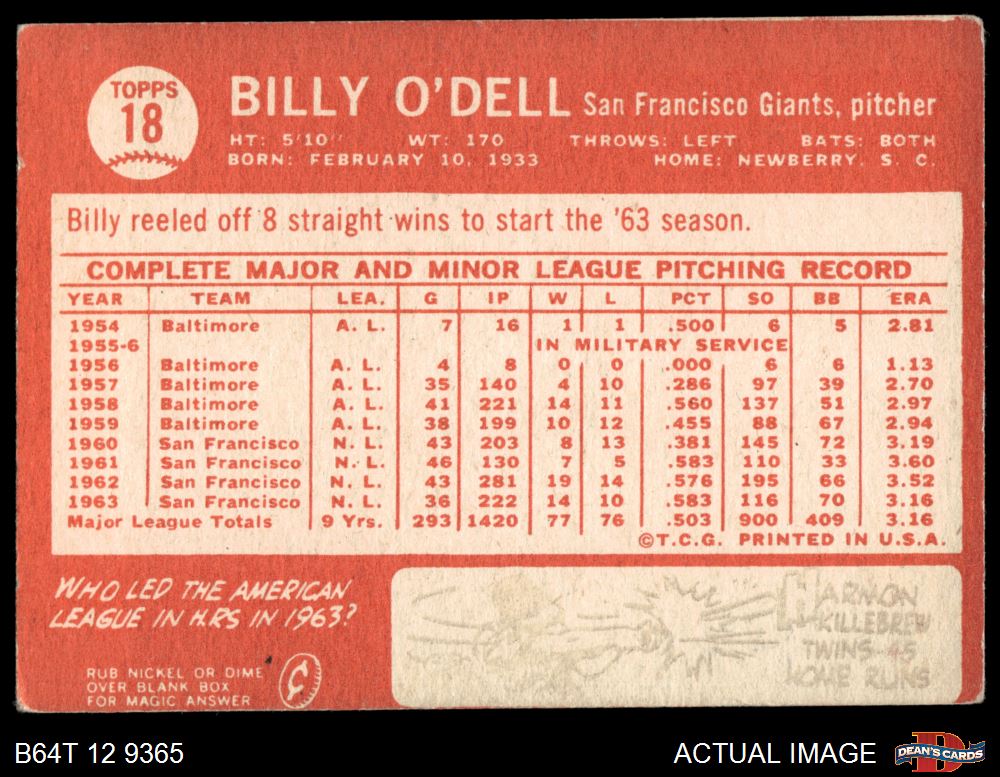 TOPPS
18
BILLY O'DELL San Francisco Giants, pitcher
HT: 5'10" WT: 170 THROWS: LEFT BATS: BOTH
BORN: FEBRUARY 10, 1933 HOME: NEWBERRY, S. C.
Billy reeled off 8 straight wins to start the '63 season.
COMPLETE MAJOR AND MINOR LEAGUE PITCHING RECORD
YEAR TEAM LEA. G IP W L PCT SO BB ERA
1954 Baltimore A. L. 7 16 1 1 .500 6 5 2.81
1955-6 IN MILITARY SERVICE
1956 Baltimore A. L. 4 8 0 0 .000 6 6 1.13
1957 Baltimore A. L. 35 140 4 10 .286 97 39 2.70
1958 Baltimore A. L. 41 221 14 11 .560 137 51 2.97
1959 Baltimore A. L. 38 199 10 12 .455 88 67 2.94
1960 San Francisco N. L. 43 203 8 13 .381 145 72 3.19
1961 San Francisco N. L. 46 130 7 5 .583 110 33 3.60
1962 San Francisco N. L. 43 281 19 14 .576 195 66 3.52
1963 San Francisco N. L. 36 222 14 10 .583 116 70 3.16
Major League Totals 9 Yrs. 293 1420 77 76 .503 900 409 3.16
©T.C.G. PRINTED IN U.S.A.
WHO LED THE AMERICAN
LEAGUE IN H.RS IN 1963?
RUB NICKEL OR DIME
OVER BLANK BOX
FOR MAGIC ANSWER
¢
HARMON
KILLEBREW
TWINS-45
HOME RUNS
B64T 12 9365 ACTUAL IMAGE DEAN'S CARDS